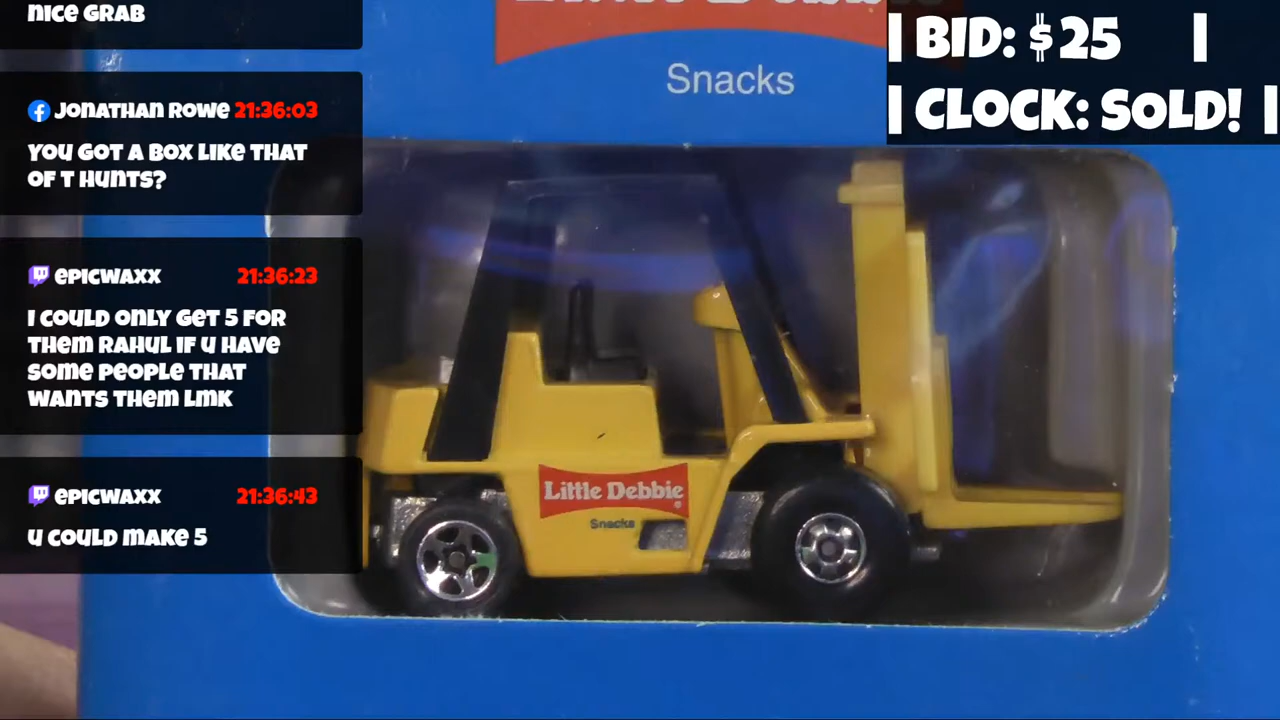 NICE GRAB
JONATHAN ROWE 21:36:03
YOU GOT A BOX LIKE THAT
OF T HUNTS?
EPICWAXX 21:36:23
I COULD ONLY GET 5 FOR
THEM RAHUL IF U HAVE
SOME PEOPLE THAT
WANTS THEM LMK
EPICWAXX 21:36:43
U COULD MAKE 5
Snacks
| BID: $25 |
| CLOCK: SOLD! |
Little Debbie
Snacks